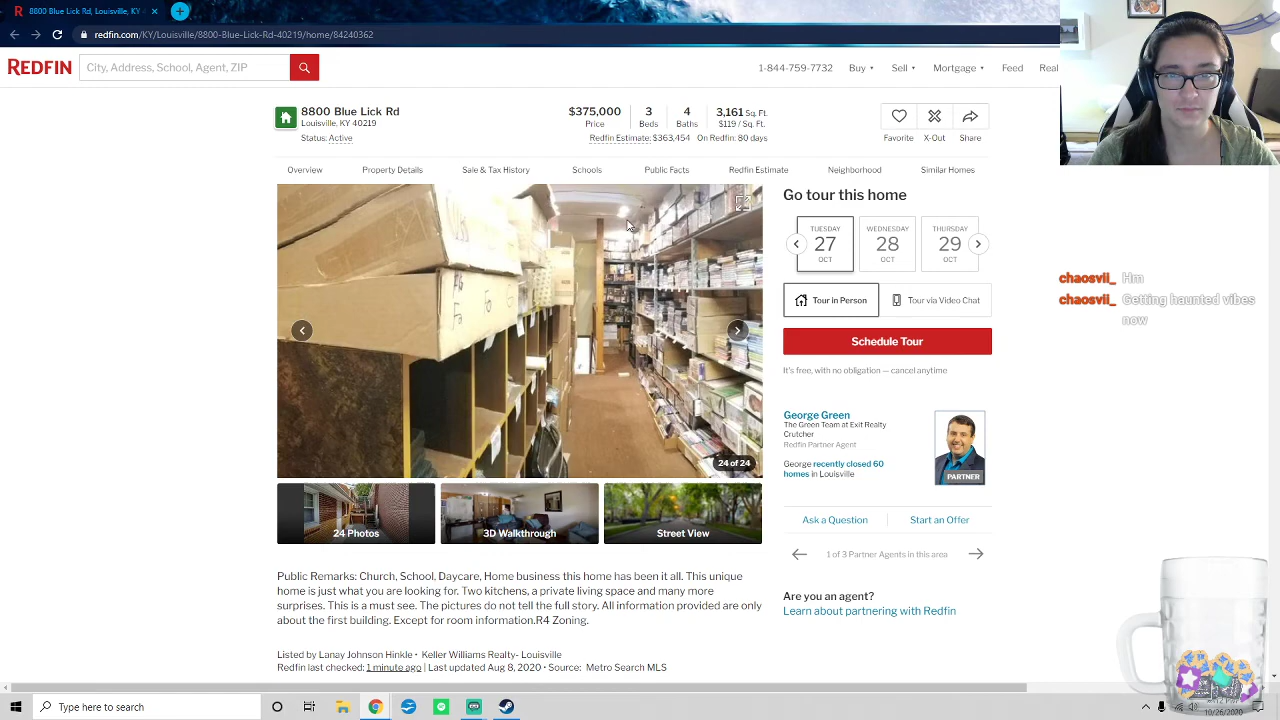 8800 Blue Lick Rd, Louisville, KY
redfin.com/KY/Louisville/8800-Blue-Lick-Rd-40219/home/84240392
REDFIN
City, Address, School, Agent, ZIP
1-844-759-7732
Buy
Sell
Mortgage
Feed
Real
8800 Blue Lick Rd
Louisville, KY 40219
Status: Active
$375,000
Price
3
Beds
4
Baths
3,161 Sq. Ft.
$119 / Sq. Ft.
Redfin Estimate: $363,454
On Redfin: 80 days
Favorite
X-Out
Share
Overview
Property Details
Sale & Tax History
Schools
Public Facts
Redfin Estimate
Neighborhood
Similar Homes
24 of 24
24 Photos
3D Walkthrough
Street View
Go tour this home
TUESDAY
27
OCT
WEDNESDAY
28
OCT
THURSDAY
29
OCT
Tour in Person
Tour via Video Chat
Schedule Tour
It's free, with no obligation — cancel anytime
George Green
The Green Team at Exit Realty
Crutcher
Redfin Partner Agent
George recently closed 60
homes in Louisville
PARTNER
Ask a Question
Start an Offer
1 of 3 Partner Agents in this area
Are you an agent?
Learn about partnering with Redfin
Public Remarks: Church, School, Daycare, Home business this home has been it all. This unique
home is just what you are looking for. Two kitchens, a private living space and many more
surprises. This is a must see. The pictures do not tell the full story. All information provided are only
about the first building. Except for room information.R4 Zoning.
Listed by Lanay Johnson Hinkle • Keller Williams Realty- Louisville
Redfin last checked: 1 minute ago | Last updated Aug 8, 2020 • Source: Metro Search MLS
chaosvii_ Hm
chaosvii_ Getting haunted vibes
now
Type here to search
10/26/2020